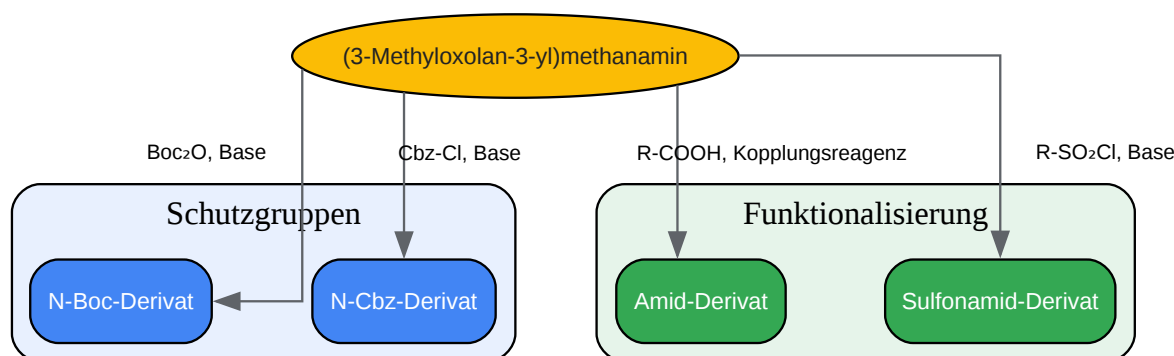 (3-Methyloxolan-3-yl)methanamin
Boc₂O, Base
Cbz-Cl, Base
R-COOH, Kopplungsreagenz
R-SO₂Cl, Base
Schutzgruppen
Funktionalisierung
N-Boc-Derivat
N-Cbz-Derivat
Amid-Derivat
Sulfonamid-Derivat